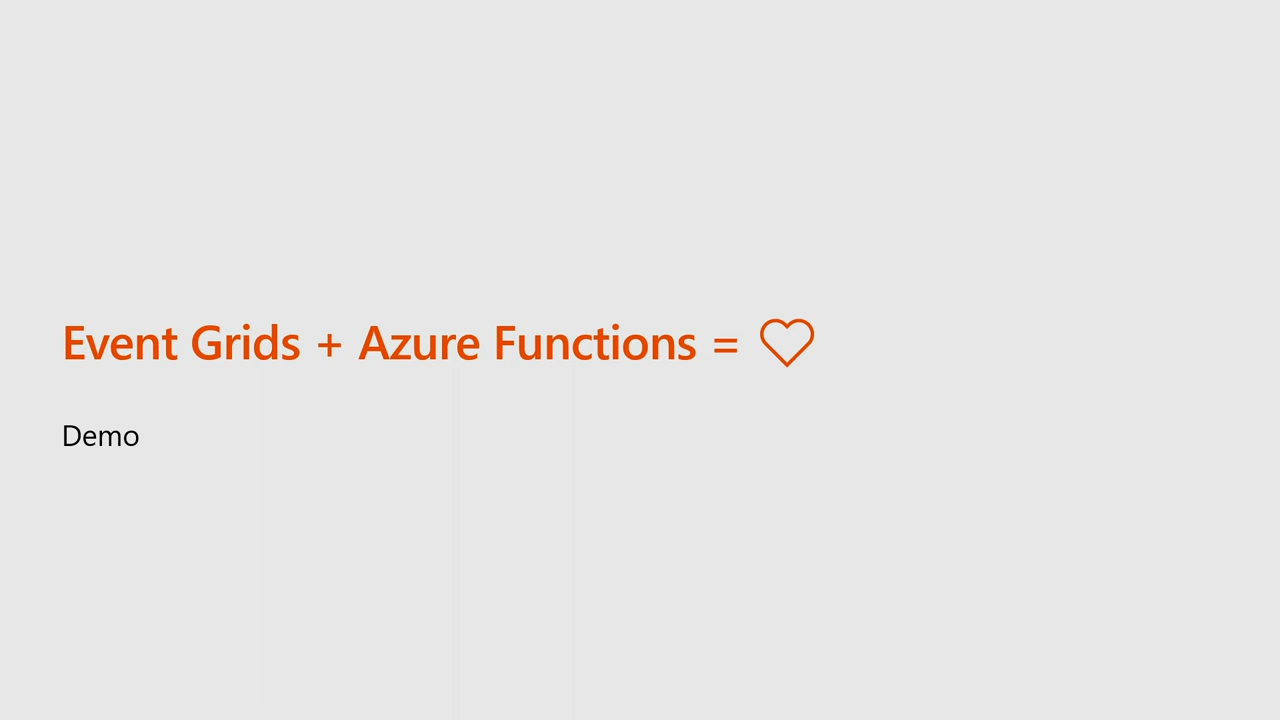 Event Grids + Azure Functions = ♡
Demo